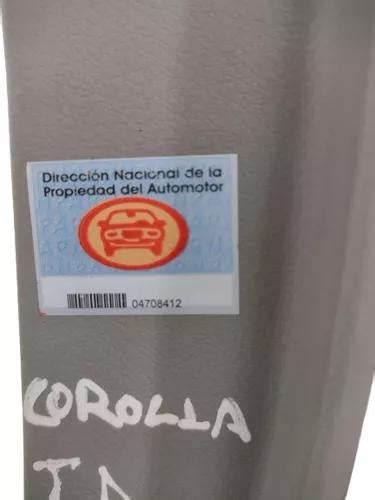 Dirección Nacional de la
Propiedad del Automotor
04708412
COROLLA